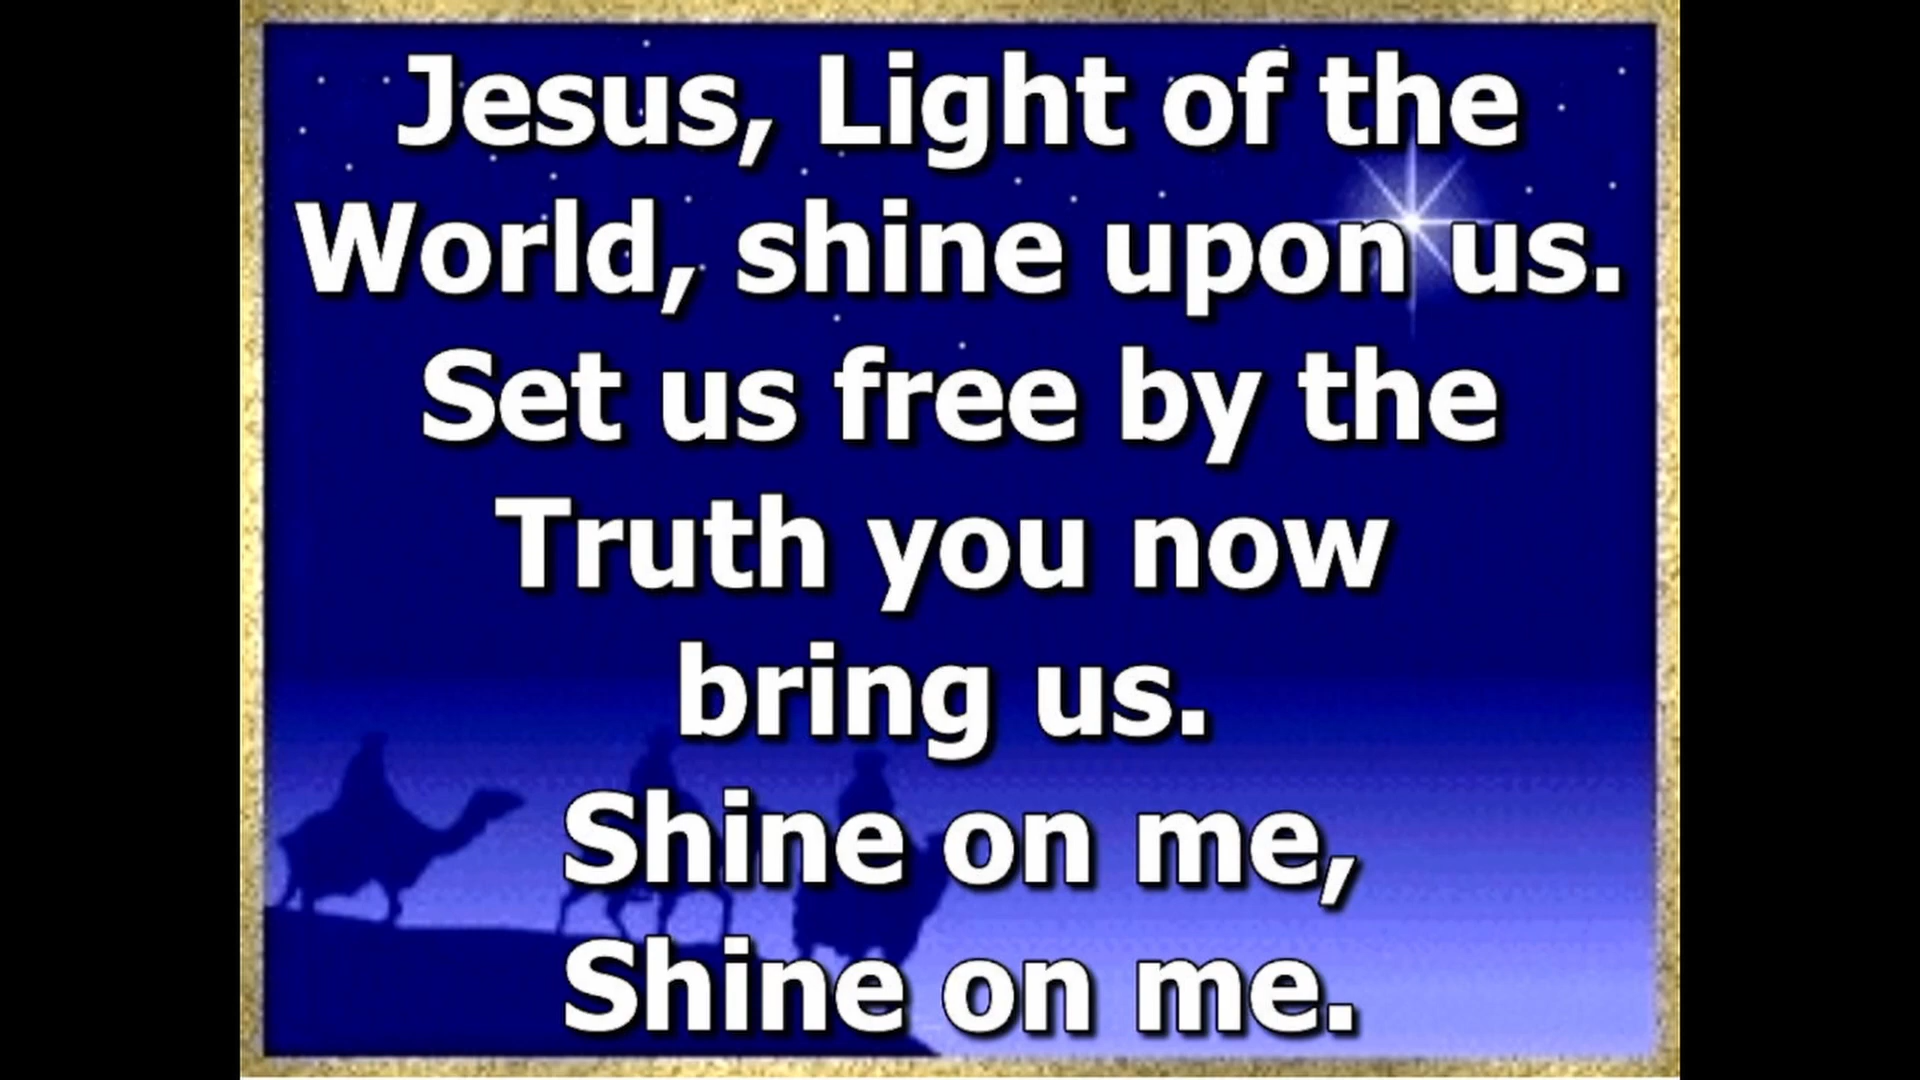 Jesus, Light of the
World, shine upon us.
Set us free by the
Truth you now
bring us.
Shine on me,
Shine on me.